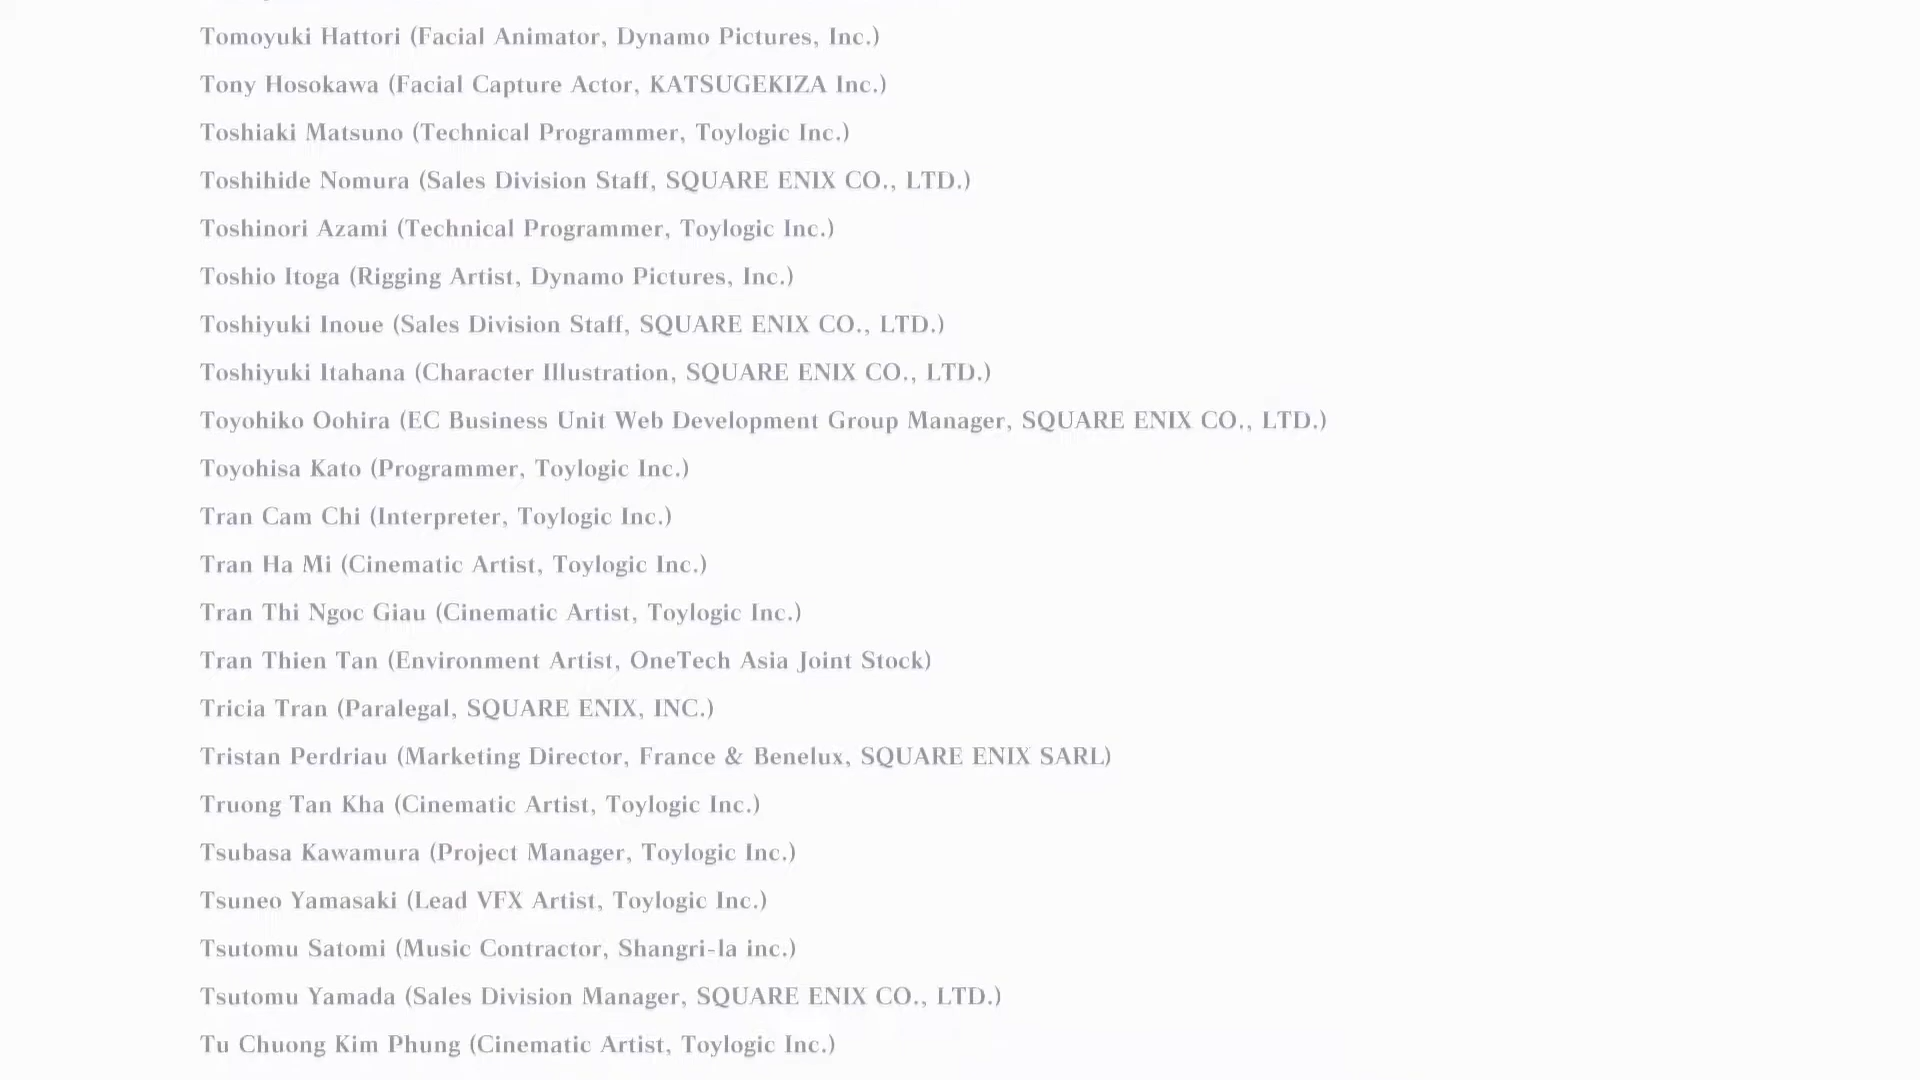 Tomoyuki Hattori (Facial Animator, Dynamo Pictures, Inc.)
Tony Hosokawa (Facial Capture Actor, KATSUGEKIZA Inc.)
Toshiaki Matsuno (Technical Programmer, Toylogic Inc.)
Toshihide Nomura (Sales Division Staff, SQUARE ENIX CO., LTD.)
Toshinori Azami (Technical Programmer, Toylogic Inc.)
Toshio Itoga (Rigging Artist, Dynamo Pictures, Inc.)
Toshiyuki Inoue (Sales Division Staff, SQUARE ENIX CO., LTD.)
Toshiyuki Itahana (Character Illustration, SQUARE ENIX CO., LTD.)
Toyohiko Oohira (EC Business Unit Web Development Group Manager, SQUARE ENIX CO., LTD.)
Toyohisa Kato (Programmer, Toylogic Inc.)
Tran Cam Chi (Interpreter, Toylogic Inc.)
Tran Ha Mi (Cinematic Artist, Toylogic Inc.)
Tran Thi Ngoc Giau (Cinematic Artist, Toylogic Inc.)
Tran Thien Tan (Environment Artist, OneTech Asia Joint Stock)
Tricia Tran (Paralegal, SQUARE ENIX, INC.)
Tristan Perdriau (Marketing Director, France & Benelux, SQUARE ENIX SARL)
Truong Tan Kha (Cinematic Artist, Toylogic Inc.)
Tsubasa Kawamura (Project Manager, Toylogic Inc.)
Tsuneo Yamasaki (Lead VFX Artist, Toylogic Inc.)
Tsutomu Satomi (Music Contractor, Shangri-la inc.)
Tsutomu Yamada (Sales Division Manager, SQUARE ENIX CO., LTD.)
Tu Chuong Kim Phung (Cinematic Artist, Toylogic Inc.)